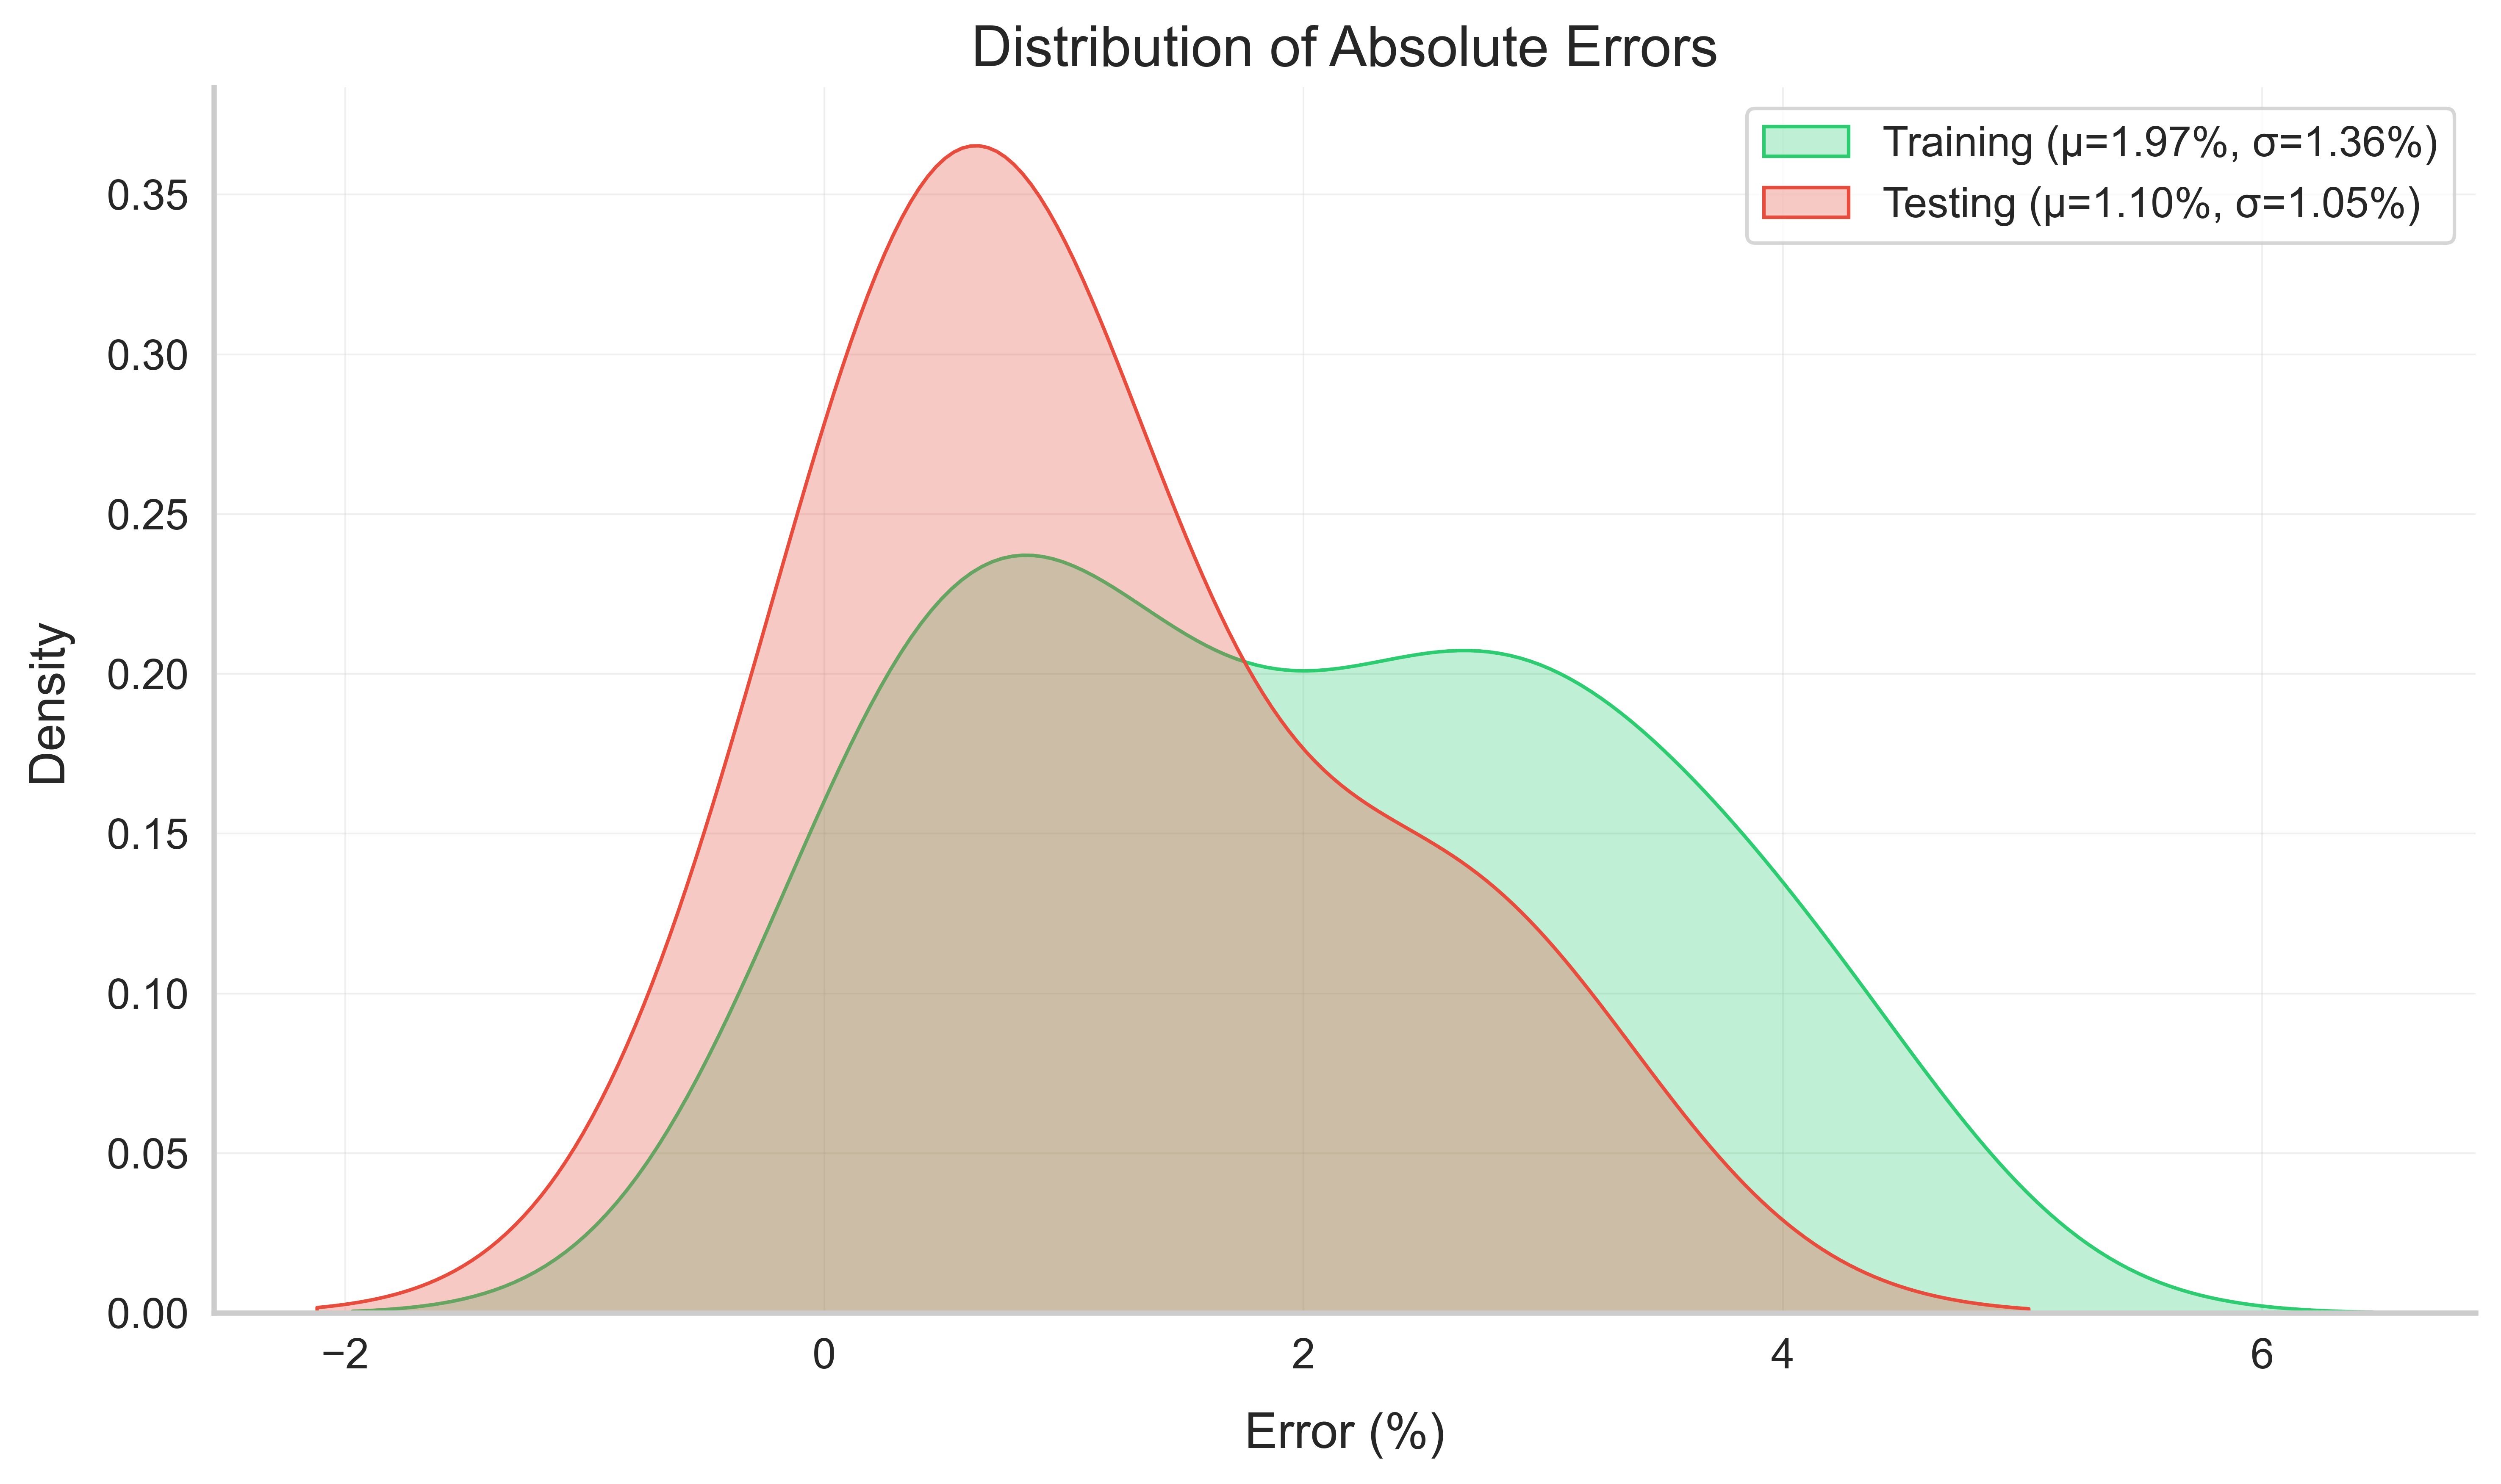 Distribution of Absolute Errors
Training (μ=1.97%, σ=1.36%)
Testing (μ=1.10%, σ=1.05%)
Density
0.35
0.30
0.25
0.20
0.15
0.10
0.05
0.00
−2 0 2 4 6
Error (%)